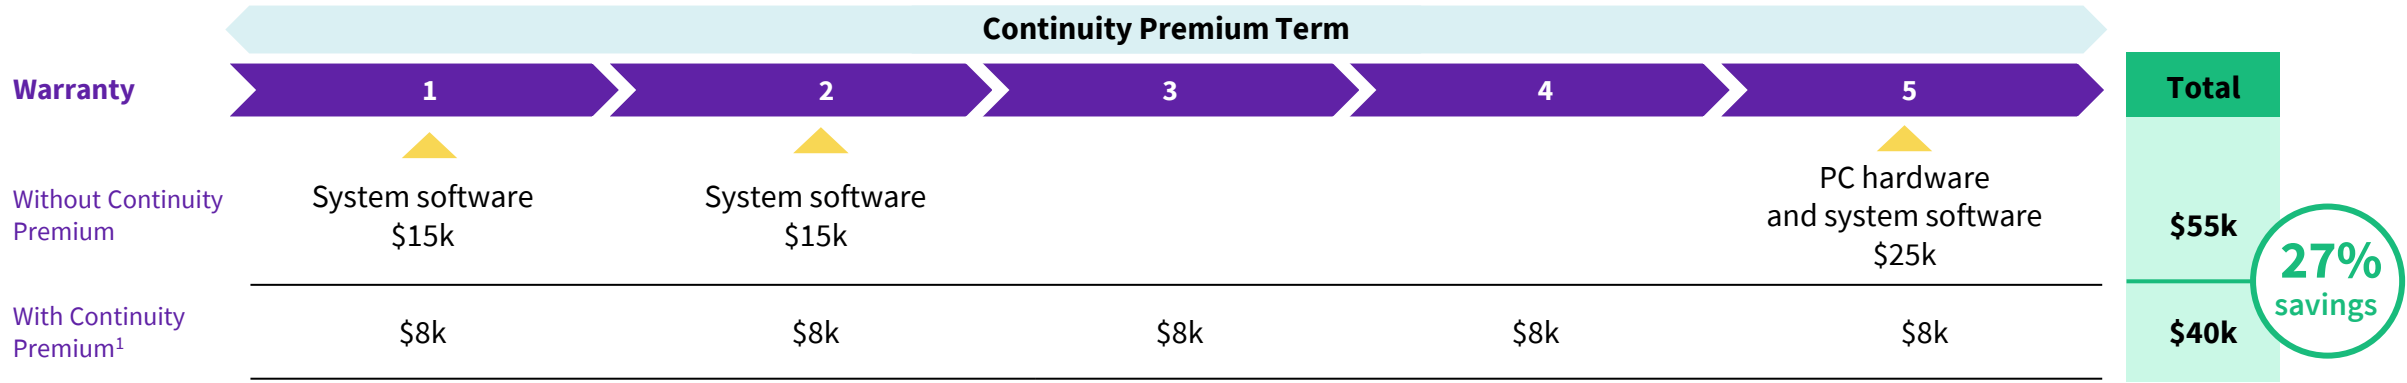 Continuity Premium Term
Warranty
1
2
3
4
5
Total
Without Continuity
Premium
System software
$15k
System software
$15k
PC hardware
and system software
$25k
$55k
27%
savings
With Continuity
Premium¹
$8k
$8k
$8k
$8k
$8k
$40k